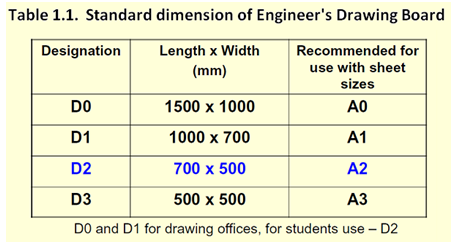 Table 1.1.  Standard dimension of Engineer's Drawing Board
Designation Length x Width (mm) Recommended for use with sheet sizes
D0 1500 x 1000 A0
D1 1000 x 700 A1
D2 700 x 500 A2
D3 500 x 500 A3
D0 and D1 for drawing offices, for students use – D2